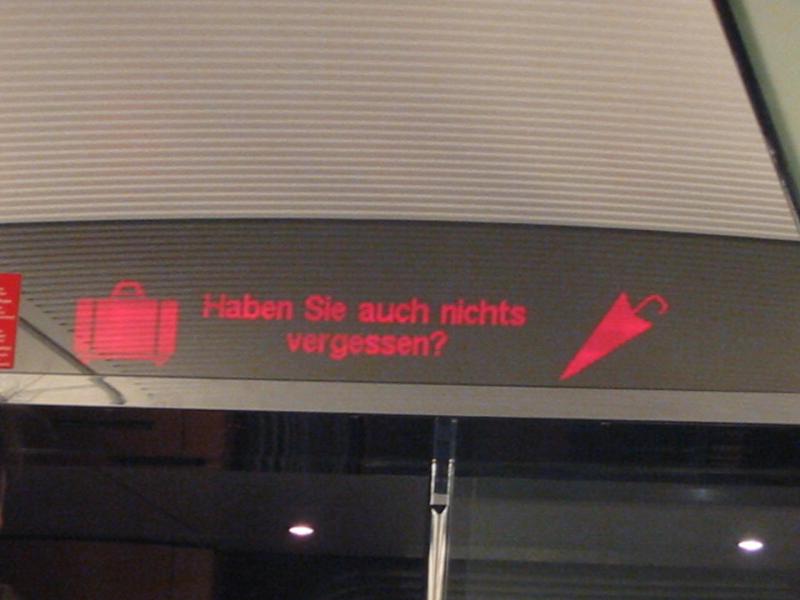 Haben Sie auch nichts
vergessen?